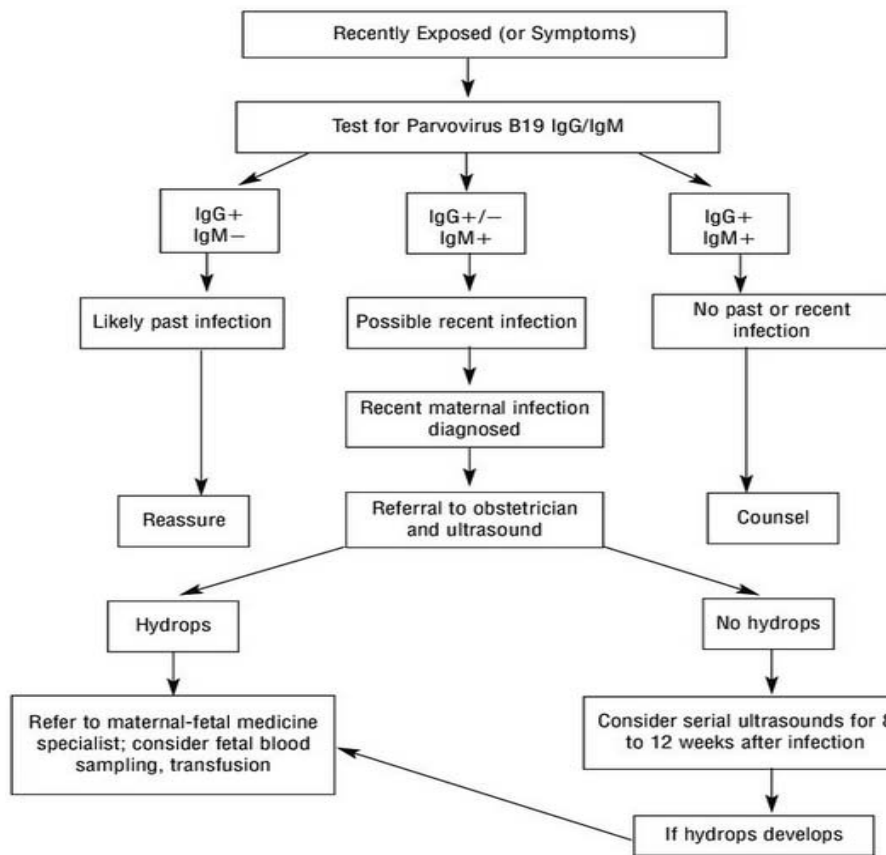 Recently Exposed (or Symptoms)
Test for Parvovirus B19 IgG/IgM
IgG+
IgM−
IgG+/−
IgM+
IgG+
IgM+
Likely past infection
Possible recent infection
No past or recent
infection
Recent maternal infection
diagnosed
Reassure
Referral to obstetrician
and ultrasound
Counsel
Hydrops
No hydrops
Refer to maternal-fetal medicine
specialist; consider fetal blood
sampling, transfusion
Consider serial ultrasounds for 8
to 12 weeks after infection
If hydrops develops